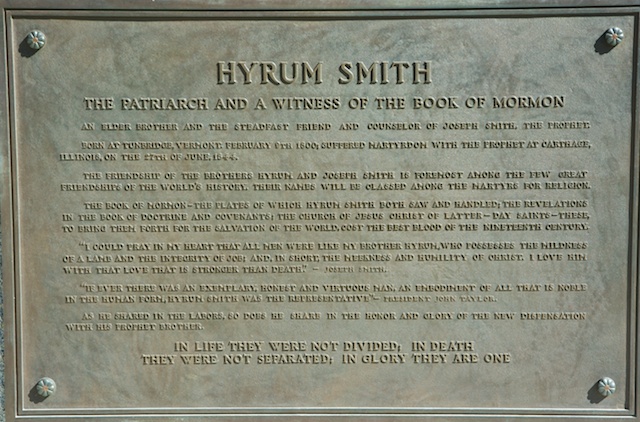 HYRUM SMITH
THE PATRIARCH AND A WITNESS OF THE BOOK OF MORMON
AN ELDER BROTHER AND THE STEADFAST FRIEND AND COUNSELOR OF JOSEPH SMITH, THE PROPHET.
BORN AT TUNBRIDGE, VERMONT, FEBRUARY 9TH 1800; SUFFERED MARTYRDOM WITH THE PROPHET AT CARTHAGE,
ILLINOIS, ON THE 27TH OF JUNE, 1844.
THE FRIENDSHIP OF THE BROTHERS HYRUM AND JOSEPH SMITH IS FOREMOST AMONG THE FEW GREAT
FRIENDSHIPS OF THE WORLD'S HISTORY. THEIR NAMES WILL BE CLASSED AMONG THE MARTYRS FOR RELIGION.
THE BOOK OF MORMON—THE PLATES OF WHICH HYRUM SMITH BOTH SAW AND HANDLED; THE REVELATIONS
IN THE BOOK OF DOCTRINE AND COVENANTS; THE CHURCH OF JESUS CHRIST OF LATTER-DAY SAINTS—THESE,
TO BRING THEM FORTH FOR THE SALVATION OF THE WORLD, COST THE BEST BLOOD OF THE NINETEENTH CENTURY.
"I COULD PRAY IN MY HEART THAT ALL MEN WERE LIKE MY BROTHER HYRUM, WHO POSSESSES THE MILDNESS
OF A LAMB AND THE INTEGRITY OF JOB; AND, IN SHORT, THE MEEKNESS AND HUMILITY OF CHRIST. I LOVE HIM
WITH THAT LOVE THAT IS STRONGER THAN DEATH." — JOSEPH SMITH.
"IF EVER THERE WAS AN EXEMPLARY, HONEST AND VIRTUOUS MAN, AN EMBODIMENT OF ALL THAT IS NOBLE
IN THE HUMAN FORM, HYRUM SMITH WAS THE REPRESENTATIVE"— PRESIDENT JOHN TAYLOR.
AS HE SHARED IN THE LABORS, SO DOES HE SHARE IN THE HONOR AND GLORY OF THE NEW DISPENSATION
WITH HIS PROPHET BROTHER.
IN LIFE THEY WERE NOT DIVIDED; IN DEATH
THEY WERE NOT SEPARATED; IN GLORY THEY ARE ONE